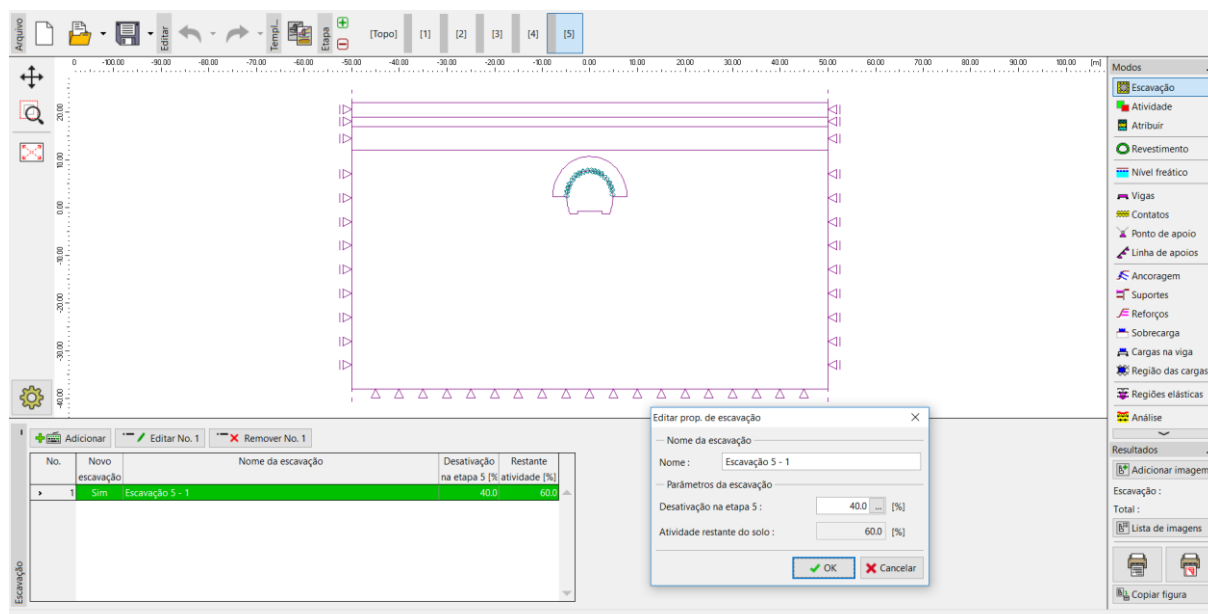 Arquivo
Editar
Templ...
Etapa
[Topo] [1] [2] [3] [4] [5]
0 -100.00 -90.00 -80.00 -70.00 -60.00 -50.00 -40.00 -30.00 -20.00 -10.00 0.00 10.00 20.00 30.00 40.00 50.00 60.00 70.00 80.00 90.00 100.00 [m]
20.00
10.00
0.00
-10.00
-20.00
-30.00
-40.00
Modos
Escavação
Atividade
Atribuir
Revestimento
Nível freático
Vigas
Contatos
Ponto de apoio
Linha de apoios
Ancoragem
Suportes
Reforços
Sobrecarga
Cargas na viga
Região das cargas
Regiões elásticas
Análise
Resultados
Adicionar imagem
Escavação :
Total :
Lista de imagens
Copiar figura
Escavação
Adicionar Editar No. 1 Remover No. 1
No. Novo Nome da escavação Desativação Restante
escavação na etapa 5 [% atividade [%]
1 Sim Escavação 5 - 1 40.0 60.0
Editar prop. de escavação
Nome da escavação
Nome : Escavação 5 - 1
Parâmetros da escavação
Desativação na etapa 5 : 40.0 ... [%]
Atividade restante do solo : 60.0 [%]
OK Cancelar